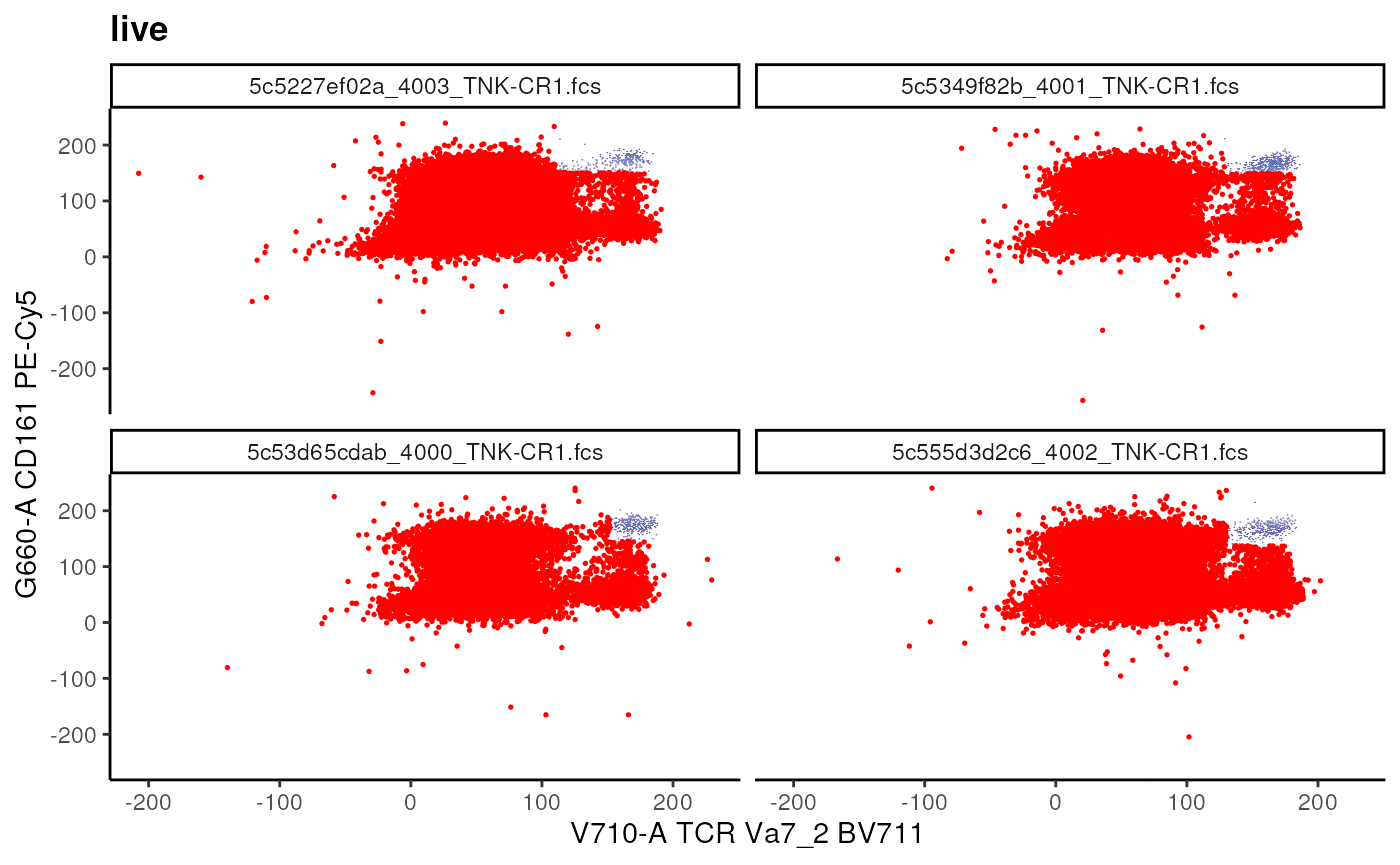 live
5c5227ef02a_4003_TNK-CR1.fcs
5c5349f82b_4001_TNK-CR1.fcs
200
100
0
-100
-200
G660-A CD161 PE-Cy5
5c53d65cdab_4000_TNK-CR1.fcs
5c555d3d2c6_4002_TNK-CR1.fcs
200
100
0
-100
-200
-200 -100 0 100 200
-200 -100 0 100 200
V710-A TCR Va7_2 BV711